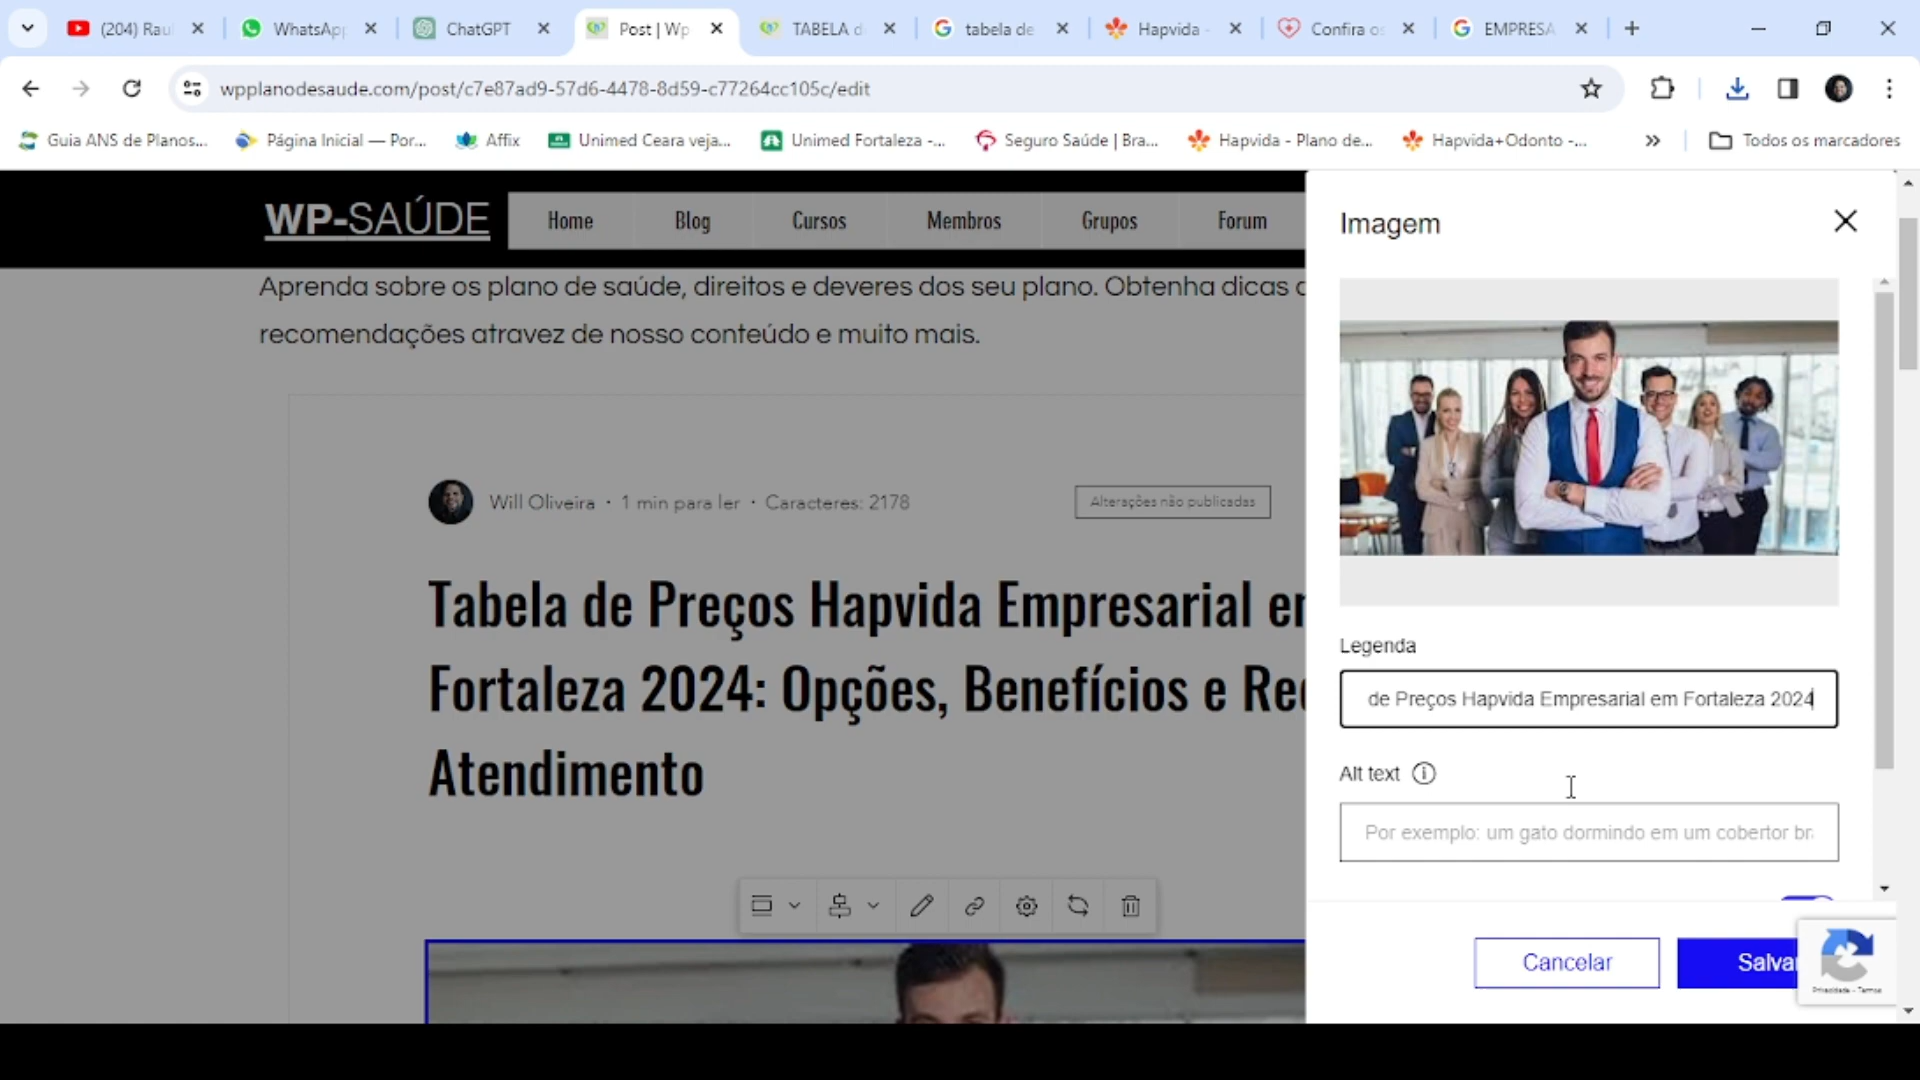 (204) Rau
WhatsApp
ChatGPT
Post | Wp
TABELA d
tabela de
Hapvida -
Confira os
EMPRESA
wpplanodesaude.com/post/c7e87ad9-57d6-4478-8d59-c77264cc105c/edit
Guia ANS de Planos...
Página Inicial — Por...
Affix
Unimed Ceara veja...
Unimed Fortaleza -...
Seguro Saúde | Bra...
Hapvida - Plano de...
Hapvida+Odonto -...
Todos os marcadores
WP-SAÚDE
Home
Blog
Cursos
Membros
Grupos
Forum
Aprenda sobre os plano de saúde, direitos e deveres dos seu plano. Obtenha dicas
recomendações atravez de nosso conteúdo e muito mais.
Will Oliveira · 1 min para ler · Caracteres: 2178
Alterações não publicadas
Tabela de Preços Hapvida Empresarial em
Fortaleza 2024: Opções, Benefícios e Re
Atendimento
Imagem
Legenda
de Preços Hapvida Empresarial em Fortaleza 2024
Alt text
Por exemplo: um gato dormindo em um cobertor br
Cancelar
Salva
Privacidade - Termos